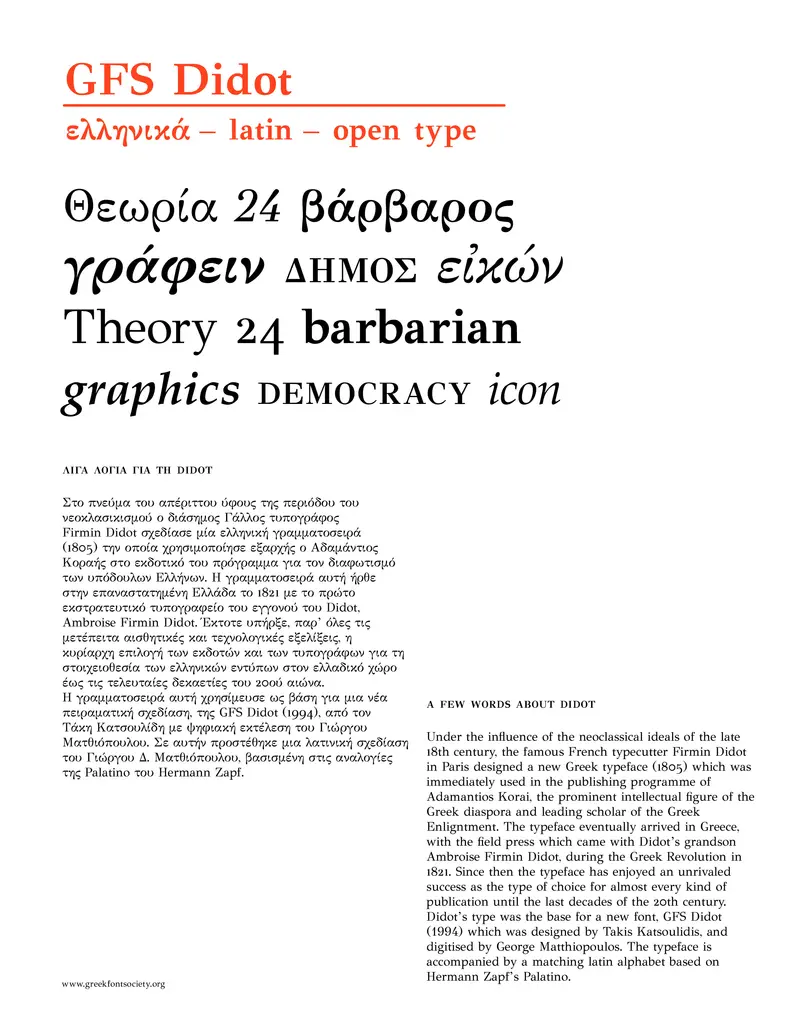 GFS Didot
ελληνικά – latin – open type
Θεωρία 24 βάρβαρος
γράφειν ΔΗΜΟΣ εἰκών
Theory 24 barbarian
graphics DEMOCRACY icon
ΛΙΓΑ ΛΟΓΙΑ ΓΙΑ ΤΗ DIDOT
Στο πνεύμα του απέριττου ύφους της περιόδου του
νεοκλασικισμού ο διάσημος Γάλλος τυπογράφος
Firmin Didot σχεδίασε μία ελληνική γραμματοσειρά
(1805) την οποία χρησιμοποίησε εξαρχής ο Αδαμάντιος
Κοραής στο εκδοτικό του πρόγραμμα για τον διαφωτισμό
των υπόδουλων Ελλήνων. Η γραμματοσειρά αυτή ήρθε
στην επαναστατημένη Ελλάδα το 1821 με το πρώτο
εκστρατευτικό τυπογραφείο του εγγονού του Didot,
Ambroise Firmin Didot. Έκτοτε υπήρξε, παρ’ όλες τις
μετέπειτα αισθητικές και τεχνολογικές εξελίξεις, η
κυρίαρχη επιλογή των εκδοτών και των τυπογράφων για τη
στοιχειοθεσία των ελληνικών εντύπων στον ελλαδικό χώρο
έως τις τελευταίες δεκαετίες του 20ού αιώνα.
Η γραμματοσειρά αυτή χρησίμευσε ως βάση για μια νέα
πειραματική σχεδίαση, της GFS Didot (1994), από τον
Τάκη Κατσουλίδη με ψηφιακή εκτέλεση του Γιώργου
Ματθιόπουλου. Σε αυτήν προστέθηκε μια λατινική σχεδίαση
του Γιώργου Δ. Ματθιόπουλου, βασισμένη στις αναλογίες
της Palatino του Hermann Zapf.
A FEW WORDS ABOUT DIDOT
Under the influence of the neoclassical ideals of the late
18th century, the famous French typecutter Firmin Didot
in Paris designed a new Greek typeface (1805) which was
immediately used in the publishing programme of
Adamantios Korai, the prominent intellectual figure of the
Greek diaspora and leading scholar of the Greek
Enligntment. The typeface eventually arrived in Greece,
with the field press which came with Didot’s grandson
Ambroise Firmin Didot, during the Greek Revolution in
1821. Since then the typeface has enjoyed an unrivaled
success as the type of choice for almost every kind of
publication until the last decades of the 20th century.
Didot’s type was the base for a new font, GFS Didot
(1994) which was designed by Takis Katsoulidis, and
digitised by George Matthiopoulos. The typeface is
accompanied by a matching latin alphabet based on
Hermann Zapf’s Palatino.
www.greekfontsociety.org